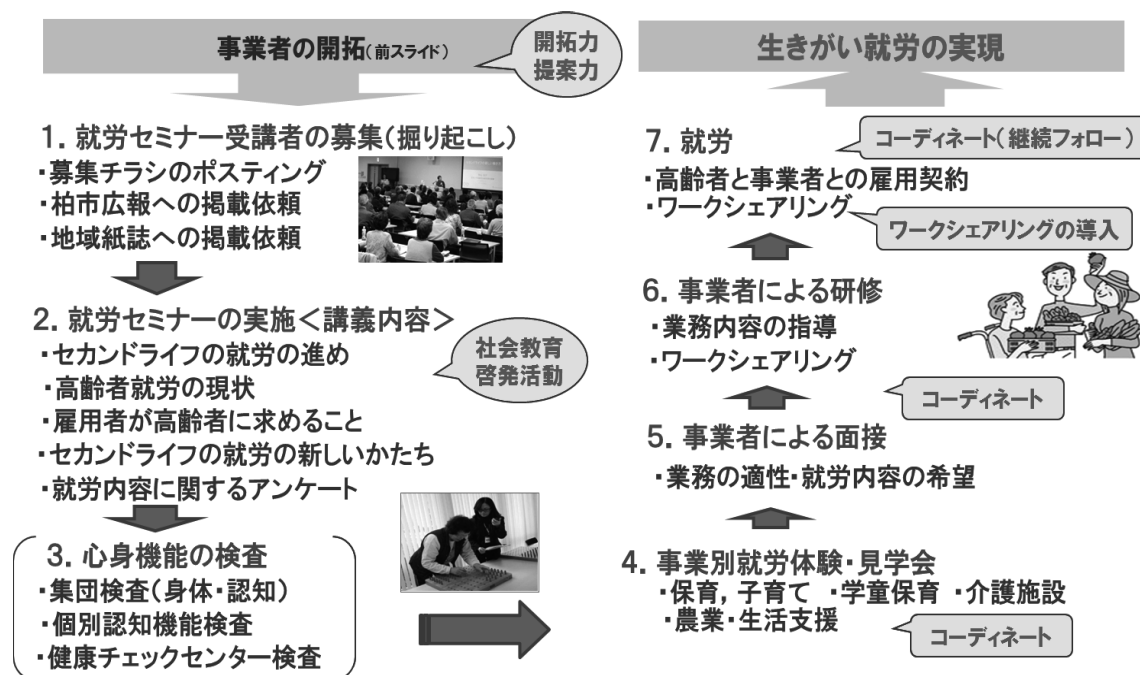 事業者の開拓(前スライド)
開拓力
提案力
1. 就労セミナー受講者の募集(掘り起こし)
・募集チラシのポスティング
・柏市広報への掲載依頼
・地域紙誌への掲載依頼
2. 就労セミナーの実施<講義内容>
・セカンドライフの就労の進め
・高齢者就労の現状
・雇用者が高齢者に求めること
・セカンドライフの就労の新しいかたち
・就労内容に関するアンケート
社会教育
啓発活動
3. 心身機能の検査
・集団検査(身体・認知)
・個別認知機能検査
・健康チェックセンター検査
生きがい就労の実現
7. 就労
コーディネート(継続フォロー)
・高齢者と事業者との雇用契約
・ワークシェアリング
ワークシェアリングの導入
6. 事業者による研修
・業務内容の指導
・ワークシェアリング
コーディネート
5. 事業者による面接
・業務の適性・就労内容の希望
4. 事業別就労体験・見学会
・保育, 子育て ・学童保育 ・介護施設
・農業・生活支援
コーディネート